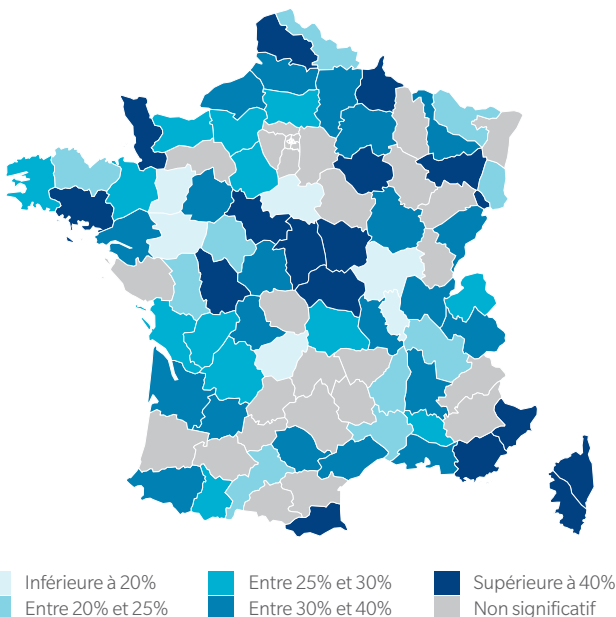 Inférieure à 20%
Entre 20% et 25%
Entre 25% et 30%
Entre 30% et 40%
Supérieure à 40%
Non significatif